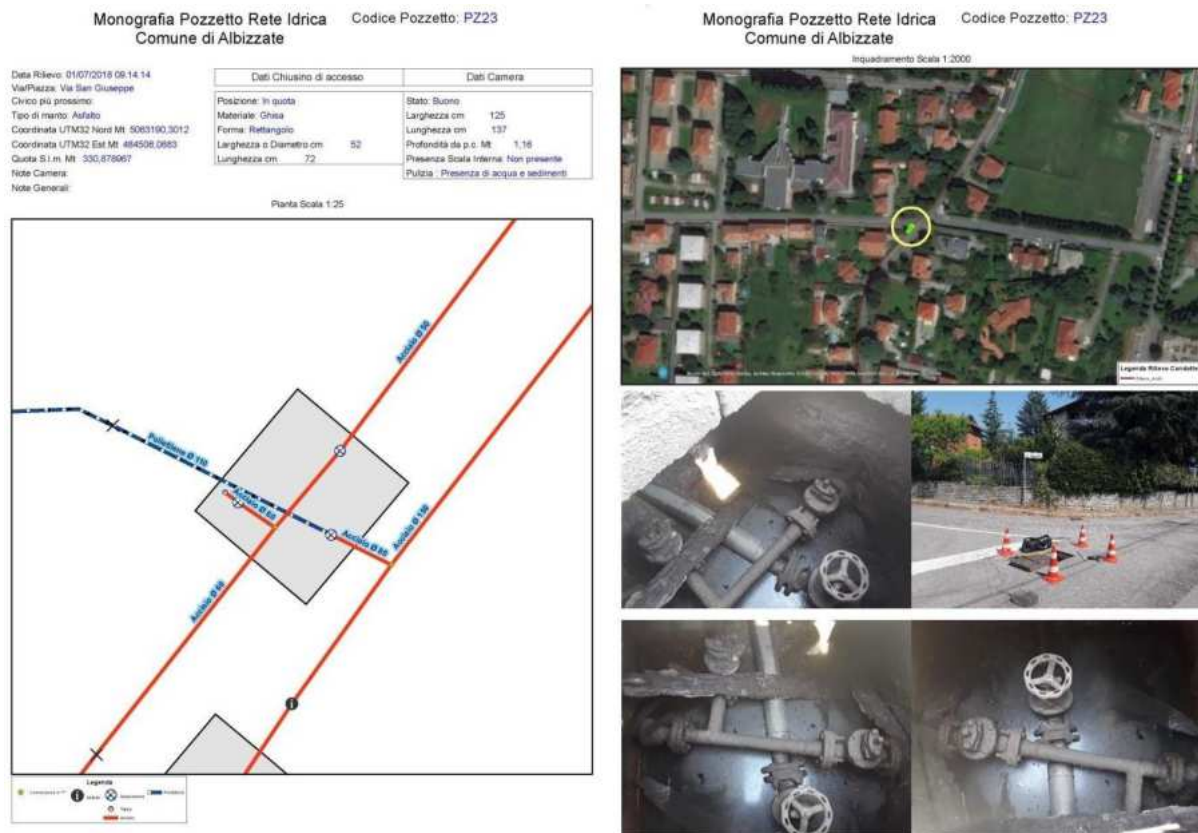 Monografia Pozzetto Rete Idrica
Comune di Albizzate
Codice Pozzetto: PZ23
Data Rilievo: 01/07/2018 09.14.14
Via/Piazza: Via San Giuseppe
Civico più prossimo:
Tipo di manto: Asfalto
Coordinata UTM32 Nord Mt 5063190,3012
Coordinata UTM32 Est Mt 484508,0683
Quota S.l.m. Mt 330,878967
Note Camera:
Note Generali:
Dati Chiusino di accesso
Posizione: In quota
Materiale: Ghisa
Forma: Rettangolo
Larghezza o Diametro cm 52
Lunghezza cm 72
Dati Camera
Stato: Buono
Larghezza cm 125
Lunghezza cm 137
Profondità da p.c. Mt 1,16
Presenza Scala Interna: Non presente
Pulizia : Presenza di acqua e sedimenti
Pianta Scala 1:25
Acciaio Ø 50
Polietilene Ø 110
Acciaio Ø 60
Acciaio Ø 80
Acciaio Ø 150
Acciaio Ø 60
Legenda
Monografia Pozzetto Rete Idrica
Comune di Albizzate
Codice Pozzetto: PZ23
Inquadramento Scala 1:2000
Legenda Rilievo Condotte